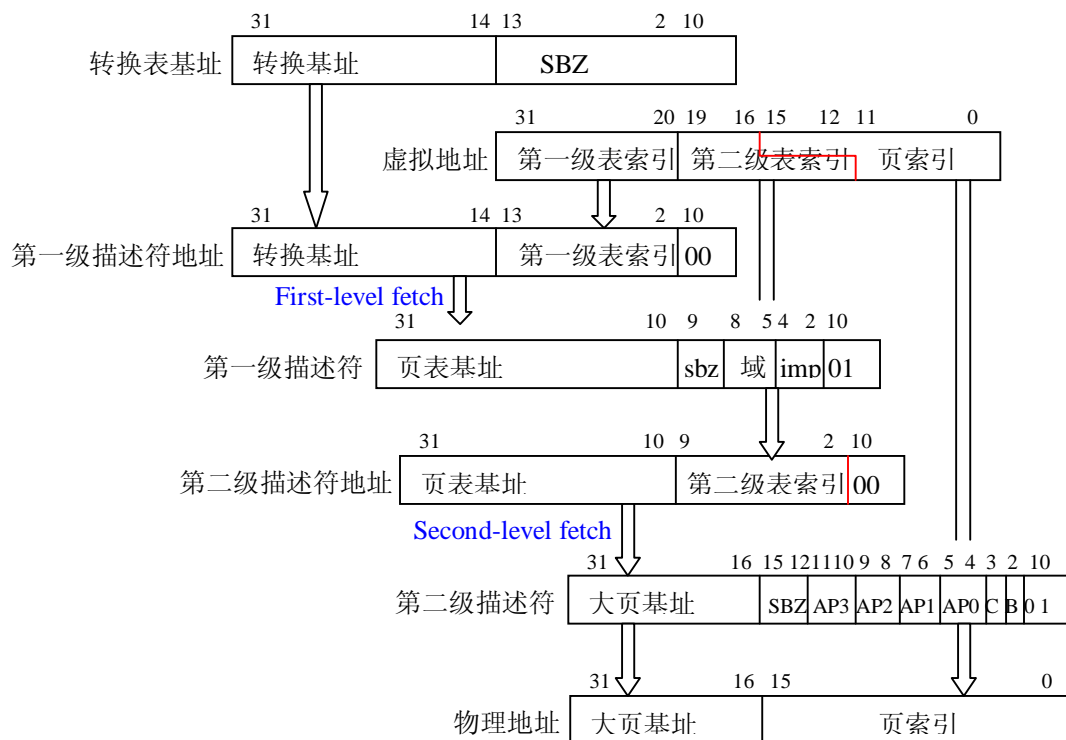 31 14 13 2 10
转换表基址 转换基址 SBZ
31 20 19 16 15 12 11 0
虚拟地址 第一级表索引 第二级表索引 页索引
31 14 13 2 10
第一级描述符地址 转换基址 第一级表索引 00
First-level fetch
31 10 9 8 5 4 2 10
第一级描述符 页表基址 sbz 域 imp 01
31 10 9 2 10
第二级描述符地址 页表基址 第二级表索引 00
Second-level fetch
31 16 15 12 11 10 9 8 7 6 5 4 3 2 10
第二级描述符 大页基址 SBZ AP3 AP2 AP1 AP0 C B 0 1
31 16 15 0
物理地址 大页基址 页索引